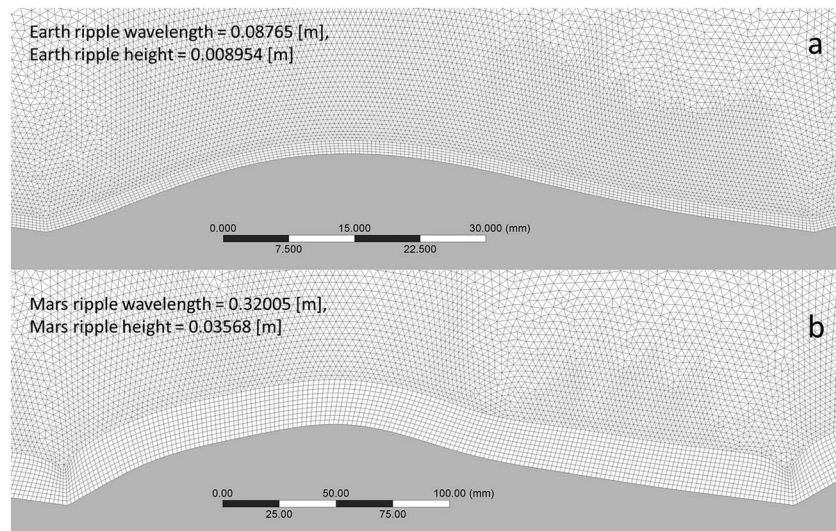 Earth ripple wavelength = 0.08765 [m],
Earth ripple height = 0.008954 [m]
a
0.000 15.000 30.000 (mm)
7.500 22.500
Mars ripple wavelength = 0.32005 [m],
Mars ripple height = 0.03568 [m]
b
0.00 50.00 100.00 (mm)
25.00 75.00